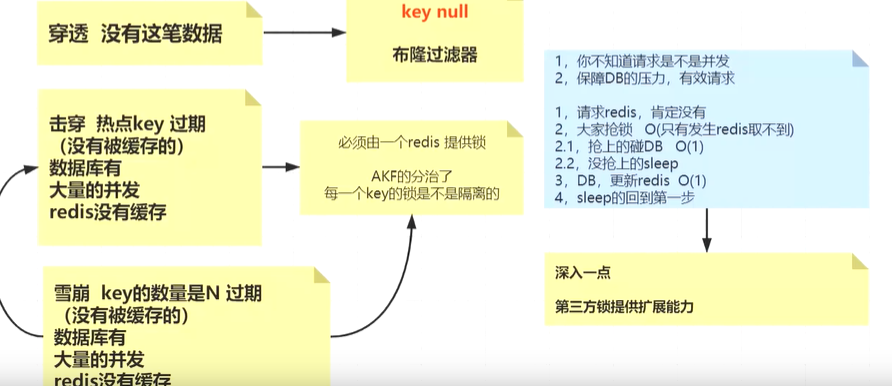 穿透 没有这笔数据
key null
布隆过滤器
击穿 热点key 过期
（没有被缓存的）
数据库有
大量的并发
redis没有缓存
必须由一个redis 提供锁
AKF的分治了
每一个key的锁是不是隔离的
雪崩 key的数量是N 过期
（没有被缓存的）
数据库有
大量的并发
redis没有缓存
1，你不知道请求是不是并发
2，保障DB的压力，有效请求
1，请求redis，肯定没有
2，大家抢锁 O(只有发生redis取不到)
2.1，抢上的碰DB O(1)
2.2，没抢上的sleep
3，DB，更新redis O(1)
4，sleep的回到第一步
深入一点
第三方锁提供扩展能力